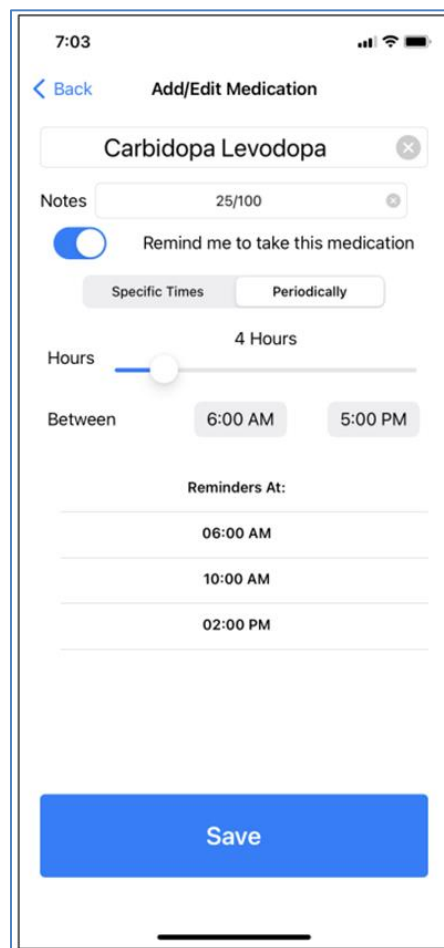 7:03
Back Add/Edit Medication
Carbidopa Levodopa
Notes 25/100
Remind me to take this medication
Specific Times Periodically
4 Hours
Hours
Between 6:00 AM 5:00 PM
Reminders At:
06:00 AM
10:00 AM
02:00 PM
Save